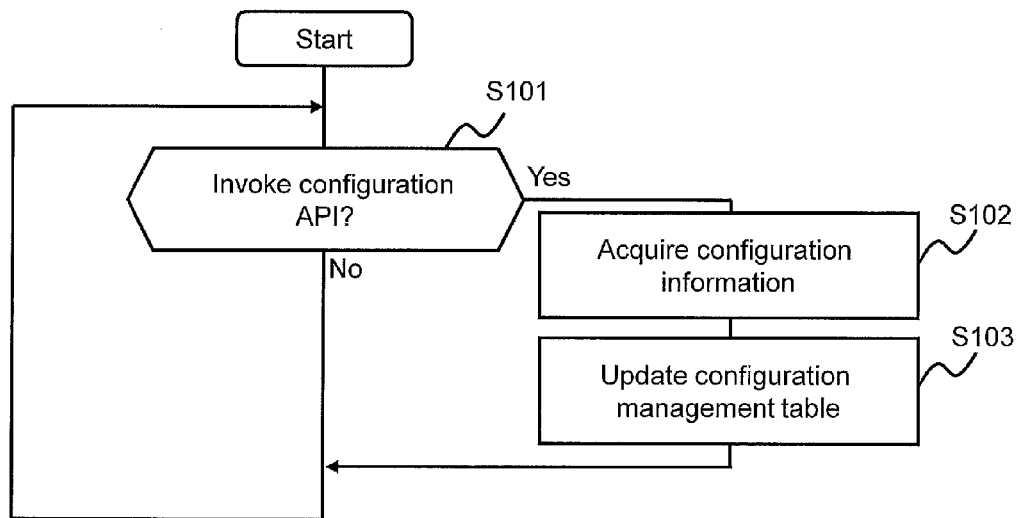 Start
S101
Invoke configuration
API?
Yes
No
S102
Acquire configuration
information
S103
Update configuration
management table